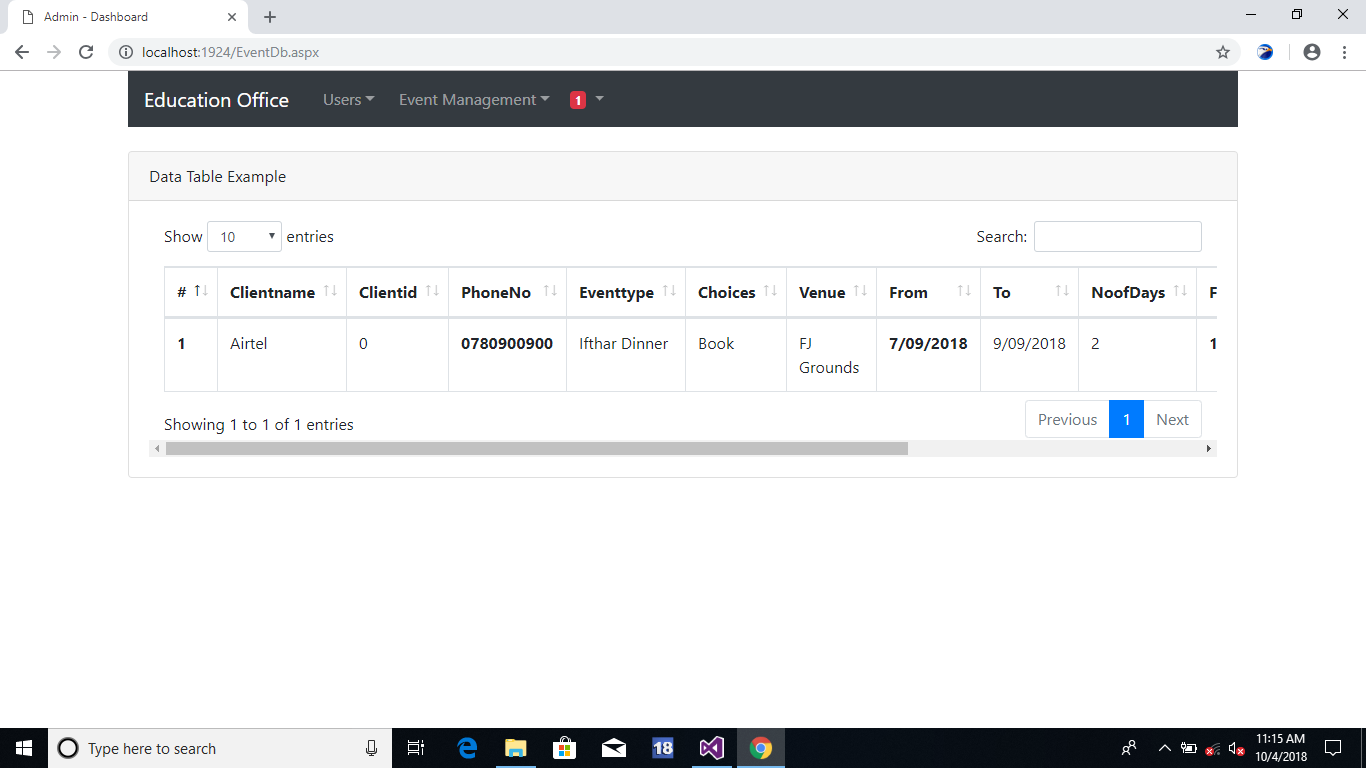 Admin - Dashboard
localhost:1924/EventDb.aspx
Education Office Users Event Management 1
Data Table Example
Show 10 entries Search:
# Clientname Clientid PhoneNo Eventtype Choices Venue From To NoofDays F
1 Airtel 0 0780900900 Ifthar Dinner Book FJ 7/09/2018 9/09/2018 2 1
Grounds
Showing 1 to 1 of 1 entries Previous 1 Next
Type here to search 18 11:15 AM
10/4/2018